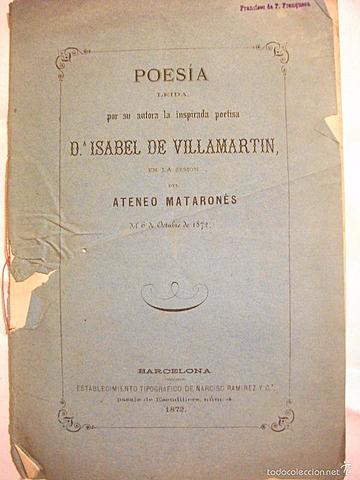 Francisco de P. Franquesa
POESÍA
LEIDA
por su autora la inspirada poetisa
D.ª ISABEL DE VILLAMARTIN,
EN LA SESION
DEL
ATENEO MATARONÉS
del 6 de Octubre de 1872.
BARCELONA
ESTABLECIMIENTO TIPOGRÁFICO DE NARCISO RAMIREZ Y C.ª,
pasaje de Escudillers, núm. 4.
1872.
todocoleccion.net